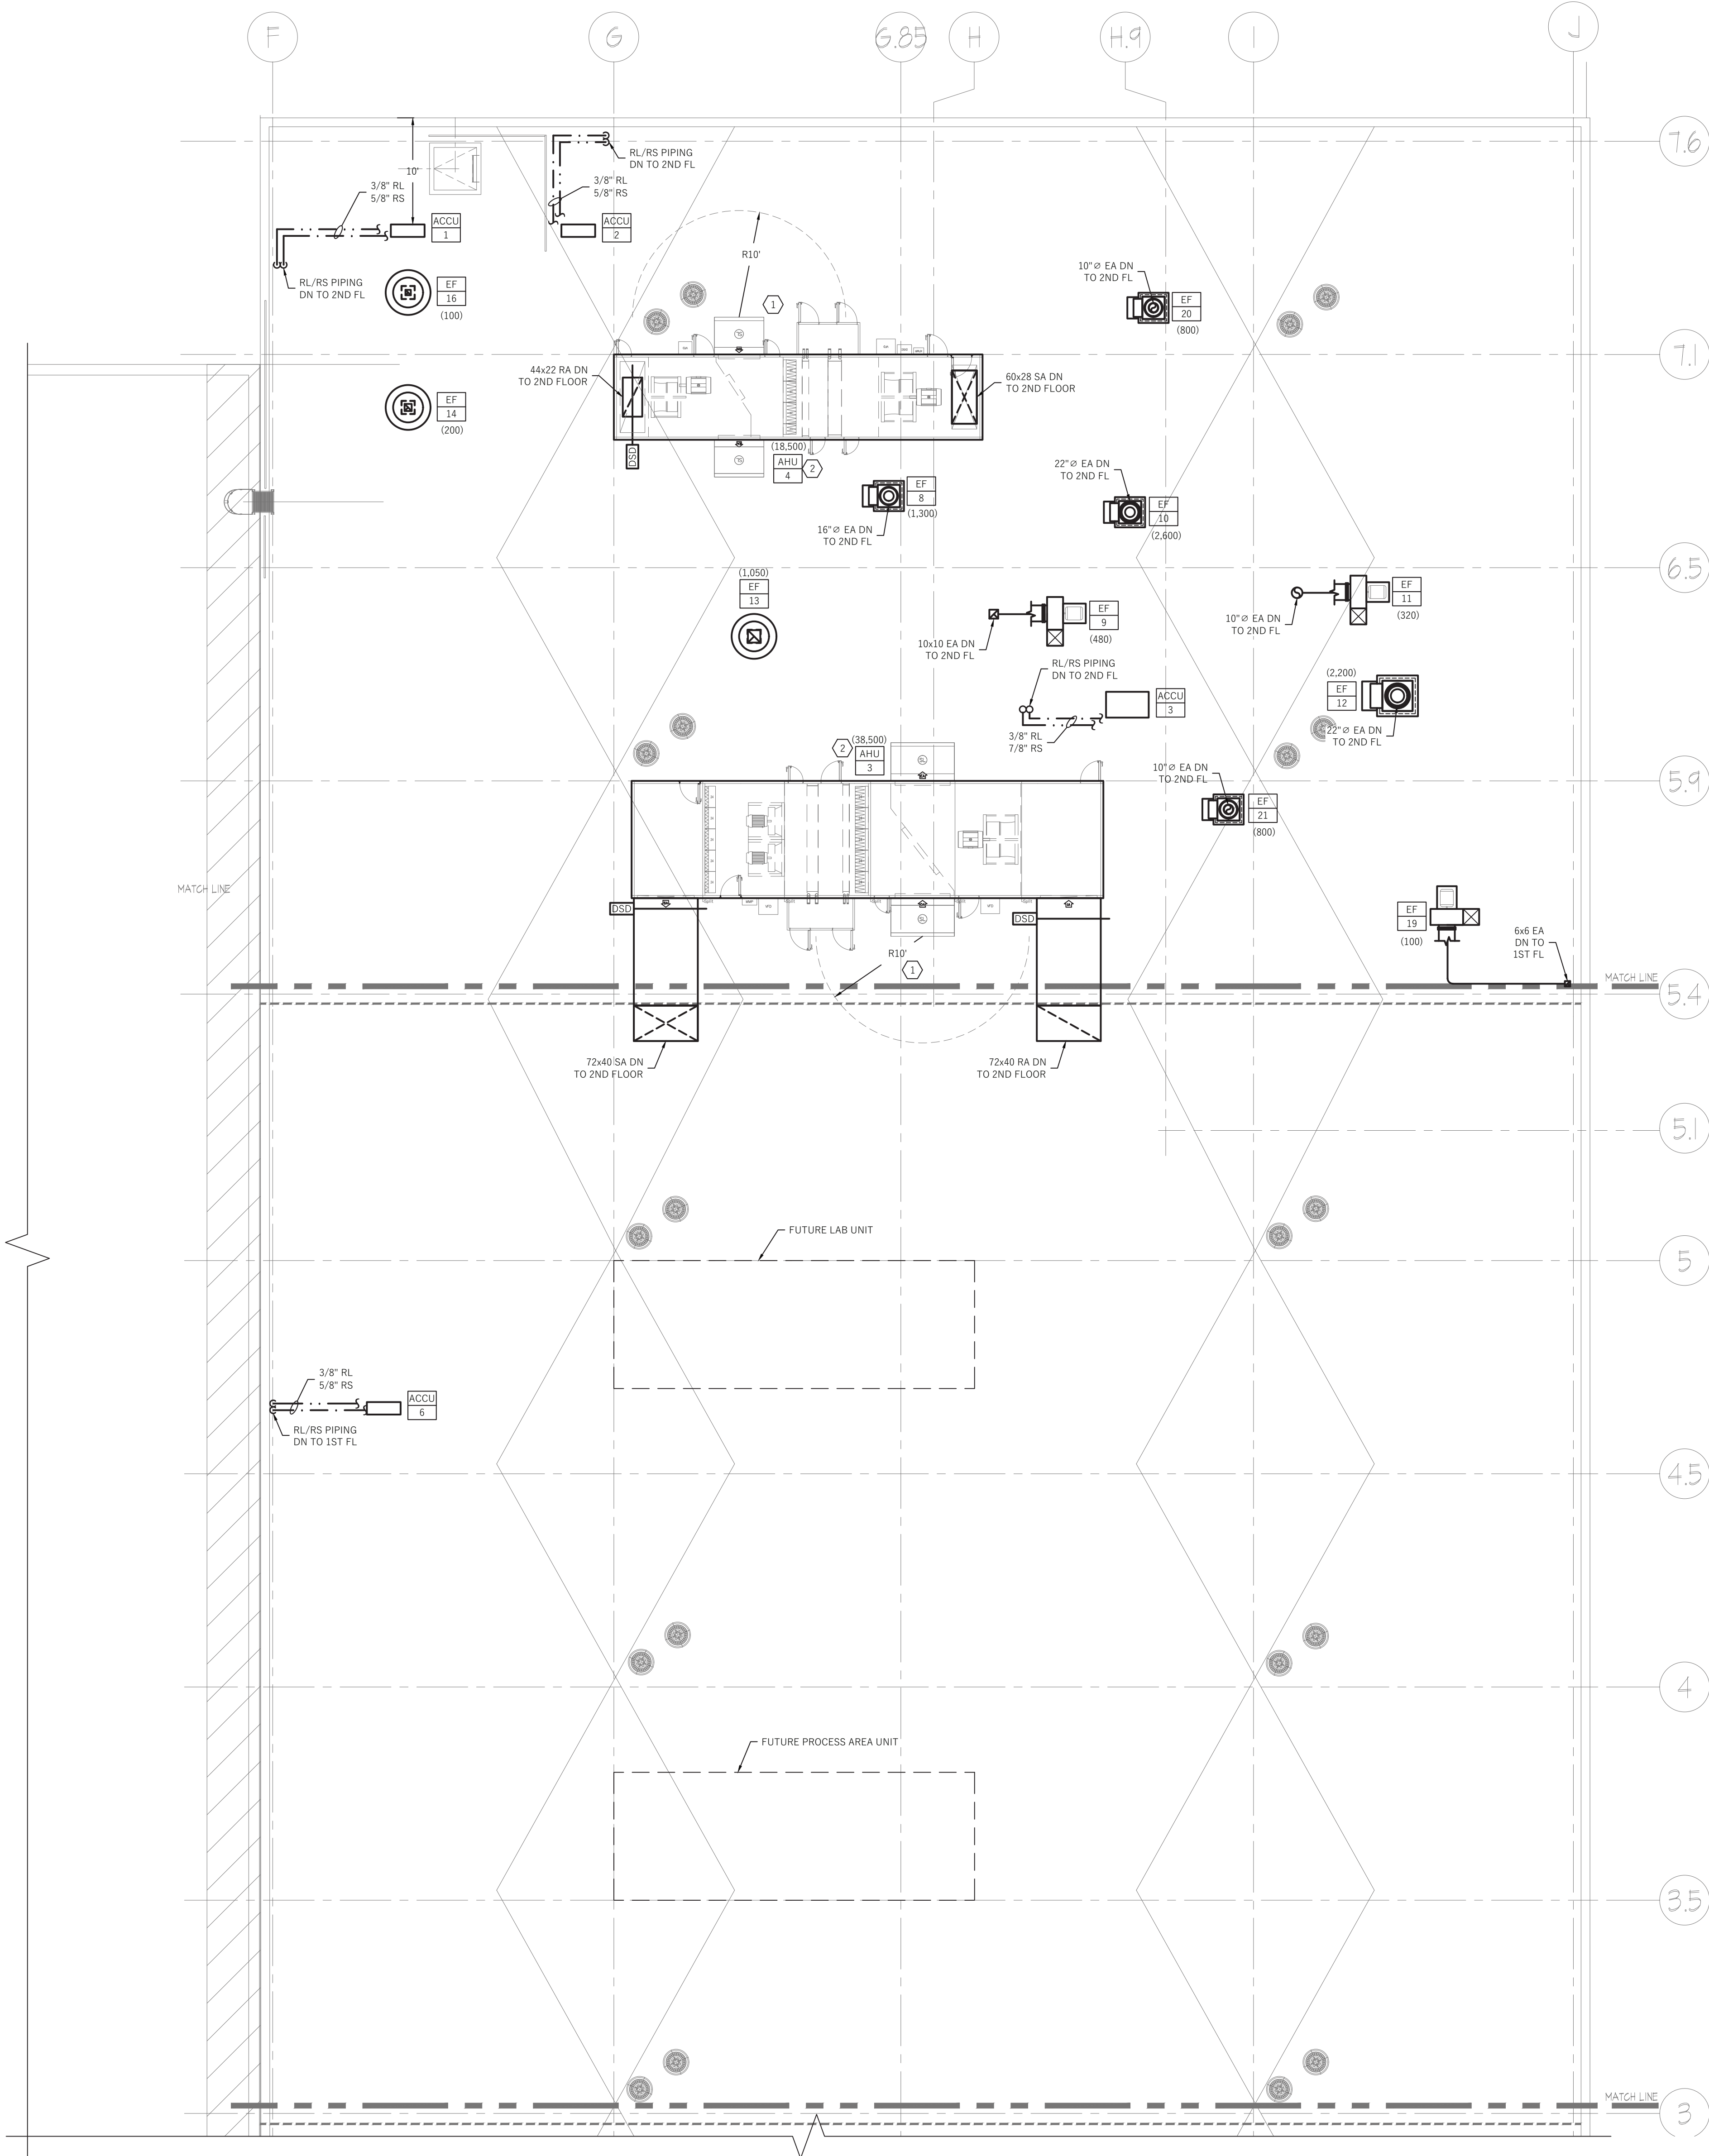 F
G
G.85
H
H.9
I
J
7.6
10'
RL/RS PIPING
DN TO 2ND FL
3/8" RL
5/8" RS
3/8" RL
5/8" RS
ACCU
1
ACCU
2
R10'
RL/RS PIPING
DN TO 2ND FL
EF
16
(100)
1
10"⌀ EA DN
TO 2ND FL
EF
20
(800)
7.1
44x22 RA DN
TO 2ND FLOOR
60x28 SA DN
TO 2ND FLOOR
EF
14
(200)
DSD
(18,500)
AHU
4
2
EF
8
(1,300)
16"⌀ EA DN
TO 2ND FL
22"⌀ EA DN
TO 2ND FL
EF
10
(2,600)
6.5
(1,050)
EF
13
EF
9
(480)
10x10 EA DN
TO 2ND FL
EF
11
(320)
10"⌀ EA DN
TO 2ND FL
RL/RS PIPING
DN TO 2ND FL
ACCU
3
3/8" RL
7/8" RS
(2,200)
EF
12
22"⌀ EA DN
TO 2ND FL
2
(38,500)
AHU
3
SL
5.9
10"⌀ EA DN
TO 2ND FL
EF
21
(800)
MATCH LINE
DSD
VFD
SL
VFD
DSD
EF
19
(100)
6x6 EA
DN TO
1ST FL
R10'
1
MATCH LINE
5.4
72x40 SA DN
TO 2ND FLOOR
72x40 RA DN
TO 2ND FLOOR
5.1
FUTURE LAB UNIT
5
3/8" RL
5/8" RS
ACCU
6
RL/RS PIPING
DN TO 1ST FL
4.5
4
FUTURE PROCESS AREA UNIT
3.5
MATCH LINE
3